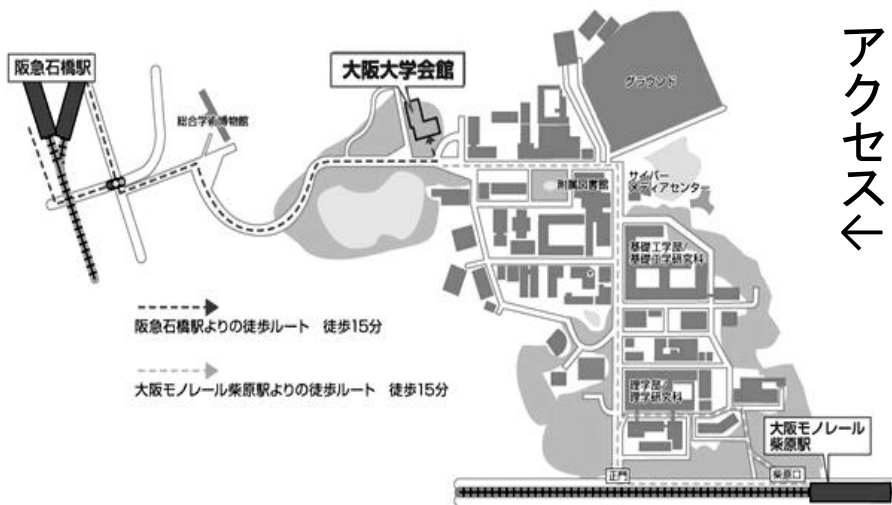 アクセス←
阪急石橋駅
大阪大学会館
総合学術博物館
グラウンド
附属図書館
サイバー
メディアセンター
基礎工学部/
基礎工学研究科
阪急石橋駅よりの徒歩ルート 徒歩15分
大阪モノレール柴原駅よりの徒歩ルート 徒歩15分
理学部/
理学研究科
大阪モノレール
柴原駅
正門
柴原口